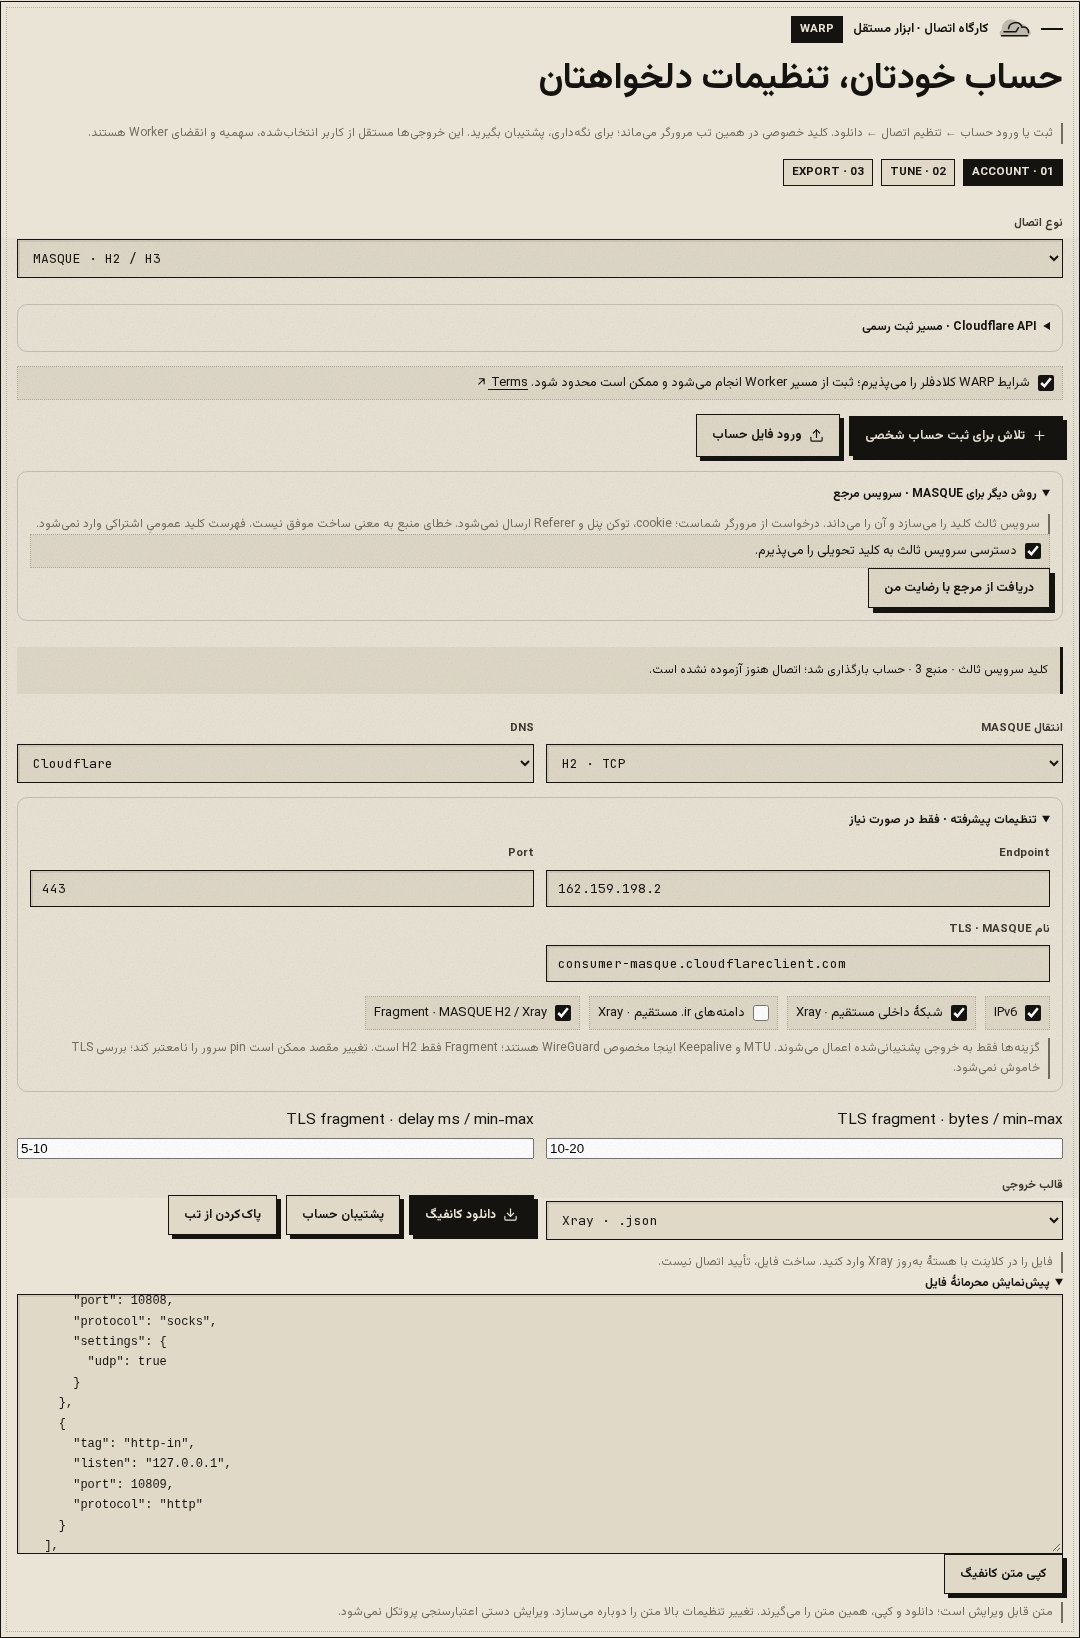 کارگاه اتصال · ابزار مستقل WARP
حساب خودتان، تنظیمات دلخواهتان
ثبت یا ورود حساب ← تنظیم اتصال ← دانلود. کلید خصوصی در همین تب مرورگر می‌ماند؛ برای نگه‌داری، پشتیبان بگیرید. این خروجی‌ها مستقل از کاربر انتخاب‌شده، سهمیه و انقضای Worker هستند.
ACCOUNT · 01 TUNE · 02 EXPORT · 03
نوع اتصال
MASQUE · H2 / H3
Cloudflare API · مسیر ثبت رسمی
شرایط WARP کلادفلر را می‌پذیرم؛ ثبت از مسیر Worker انجام می‌شود و ممکن است محدود شود. Terms ↗
تلاش برای ثبت حساب شخصی ورود فایل حساب
روش دیگر برای MASQUE · سرویس مرجع
سرویس ثالث کلید را می‌سازد و آن را می‌داند. درخواست از مرورگر شماست؛ cookie، توکن پنل و Referer ارسال نمی‌شود. خطای منبع به معنی ساخت موفق نیست. فهرست کلید عمومیِ اشتراکی وارد نمی‌شود.
دسترسی سرویس ثالث به کلید تحویلی را می‌پذیرم.
دریافت از مرجع با رضایت من
کلید سرویس ثالث · منبع 3 · حساب بارگذاری شد؛ اتصال هنوز آزموده نشده است.
انتقال MASQUE DNS
H2 · TCP Cloudflare
تنظیمات پیشرفته · فقط در صورت نیاز
Endpoint Port
162.159.198.2 443
نام TLS · MASQUE
consumer-masque.cloudflareclient.com
IPv6 شبکهٔ داخلی مستقیم · Xray دامنه‌های .ir مستقیم · Xray Fragment · MASQUE H2 / Xray
گزینه‌ها فقط به خروجی پشتیبانی‌شده اعمال می‌شوند. MTU و Keepalive اینجا مخصوص WireGuard هستند؛ Fragment فقط H2 است. تغییر مقصد ممکن است pin سرور را نامعتبر کند؛ بررسی TLS
خاموش نمی‌شود.
TLS fragment · bytes / min-max TLS fragment · delay ms / min-max
10-20 5-10
قالب خروجی
Xray · .json دانلود کانفیگ پشتیبان حساب پاک‌کردن از تب
فایل را در کلاینت با هستهٔ به‌روز Xray وارد کنید. ساخت فایل، تأیید اتصال نیست.
پیش‌نمایش محرمانهٔ فایل
"port": 10808,
"protocol": "socks",
"settings": {
"udp": true
}
},
{
"tag": "http-in",
"listen": "127.0.0.1",
"port": 10809,
"protocol": "http"
}
],
کپی متن کانفیگ
متن قابل ویرایش است؛ دانلود و کپی، همین متن را می‌گیرند. تغییر تنظیمات بالا متن را دوباره می‌سازد. ویرایش دستی اعتبارسنجی پروتکل نمی‌شود.